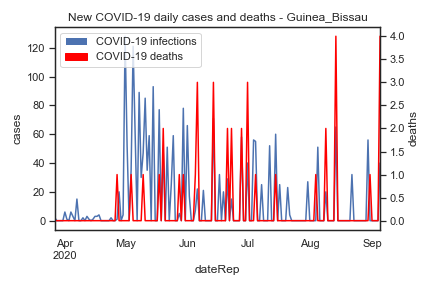 New COVID-19 daily cases and deaths - Guinea_Bissau
COVID-19 infections
COVID-19 deaths
120
100
80
60
40
20
0
cases
4.0
3.5
3.0
2.5
2.0
1.5
1.0
0.5
0.0
deaths
Apr May Jun Jul Aug Sep
2020
dateRep